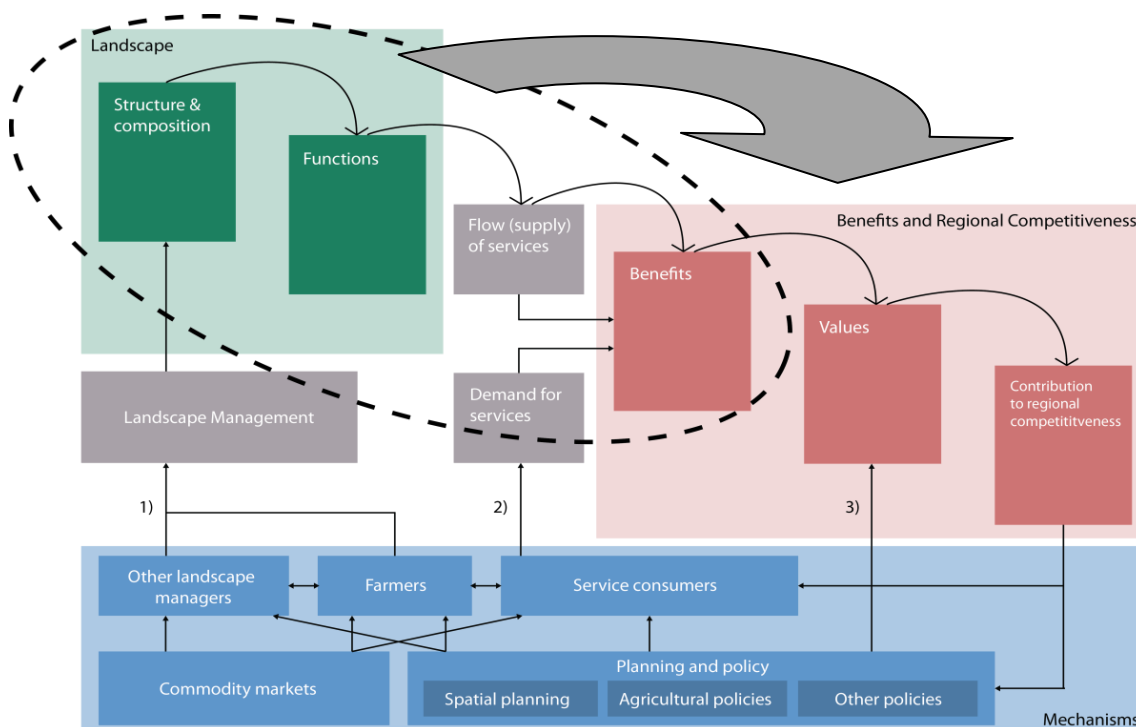 Landscape
Structure &
composition
Functions
Flow (supply)
of services
Benefits and Regional Competitiveness
Benefits
Values
Contribution
to regional
competititveness
Landscape Management
Demand for
services
1)
2)
3)
Other landscape
managers
Farmers
Service consumers
Commodity markets
Planning and policy
Spatial planning
Agricultural policies
Other policies
Mechanisms